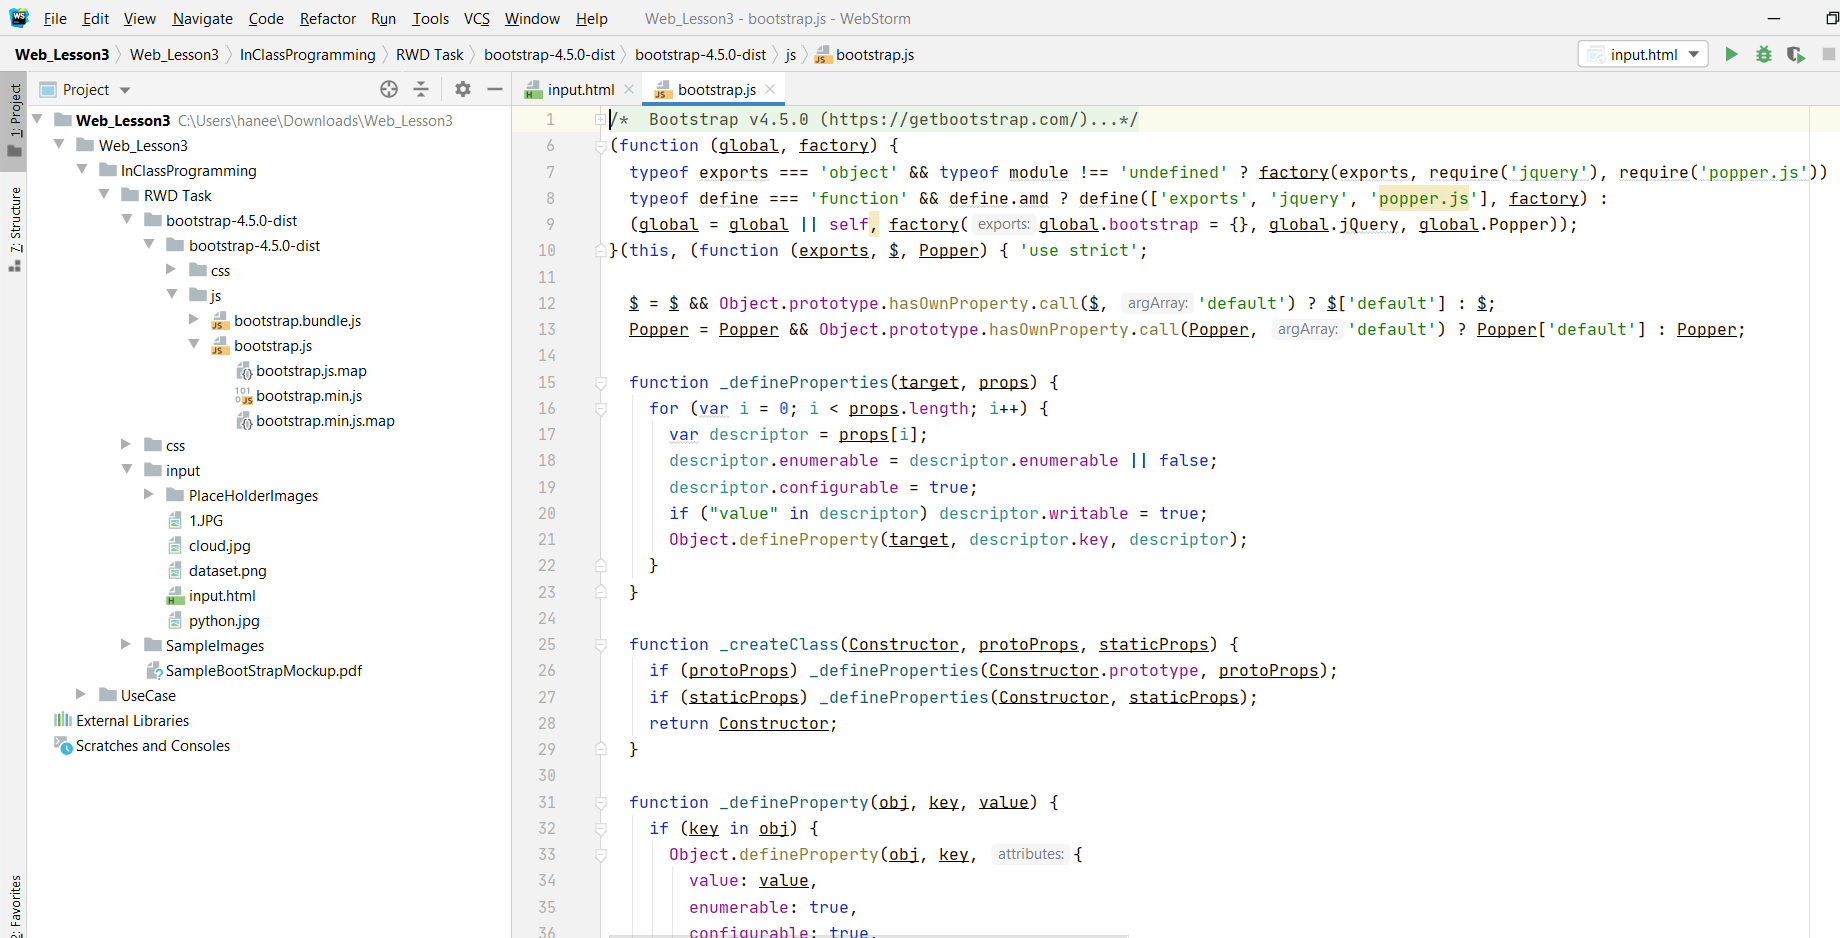 WS File Edit View Navigate Code Refactor Run Tools VCS Window Help Web_Lesson3 - bootstrap.js - WebStorm
Web_Lesson3 Web_Lesson3 InClassProgramming RWD Task bootstrap-4.5.0-dist bootstrap-4.5.0-dist js bootstrap.js input.html
Project input.html bootstrap.js
1: Project
7: Structure
Favorites
Web_Lesson3 C:\Users\hanee\Downloads\Web_Lesson3
Web_Lesson3
InClassProgramming
RWD Task
bootstrap-4.5.0-dist
bootstrap-4.5.0-dist
css
js
bootstrap.bundle.js
bootstrap.js
bootstrap.js.map
bootstrap.min.js
bootstrap.min.js.map
css
input
PlaceHolderImages
1.JPG
cloud.jpg
dataset.png
input.html
python.jpg
SampleImages
SampleBootStrapMockup.pdf
UseCase
External Libraries
Scratches and Consoles
1 /*  Bootstrap v4.5.0 (https://getbootstrap.com/)...*/
6 (function (global, factory) {
7 typeof exports === 'object' && typeof module !== 'undefined' ? factory(exports, require('jquery'), require('popper.js'))
8 typeof define === 'function' && define.amd ? define(['exports', 'jquery', 'popper.js'], factory) :
9 (global = global || self, factory( exports: global.bootstrap = {}, global.jQuery, global.Popper));
10 }(this, (function (exports, $, Popper) { 'use strict';
11
12 $ = $ && Object.prototype.hasOwnProperty.call($, argArray: 'default') ? $['default'] : $;
13 Popper = Popper && Object.prototype.hasOwnProperty.call(Popper, argArray: 'default') ? Popper['default'] : Popper;
14
15 function _defineProperties(target, props) {
16 for (var i = 0; i < props.length; i++) {
17 var descriptor = props[i];
18 descriptor.enumerable = descriptor.enumerable || false;
19 descriptor.configurable = true;
20 if ("value" in descriptor) descriptor.writable = true;
21 Object.defineProperty(target, descriptor.key, descriptor);
22 }
23 }
24
25 function _createClass(Constructor, protoProps, staticProps) {
26 if (protoProps) _defineProperties(Constructor.prototype, protoProps);
27 if (staticProps) _defineProperties(Constructor, staticProps);
28 return Constructor;
29 }
30
31 function _defineProperty(obj, key, value) {
32 if (key in obj) {
33 Object.defineProperty(obj, key, attributes: {
34 value: value,
35 enumerable: true,
36 configurable: true,